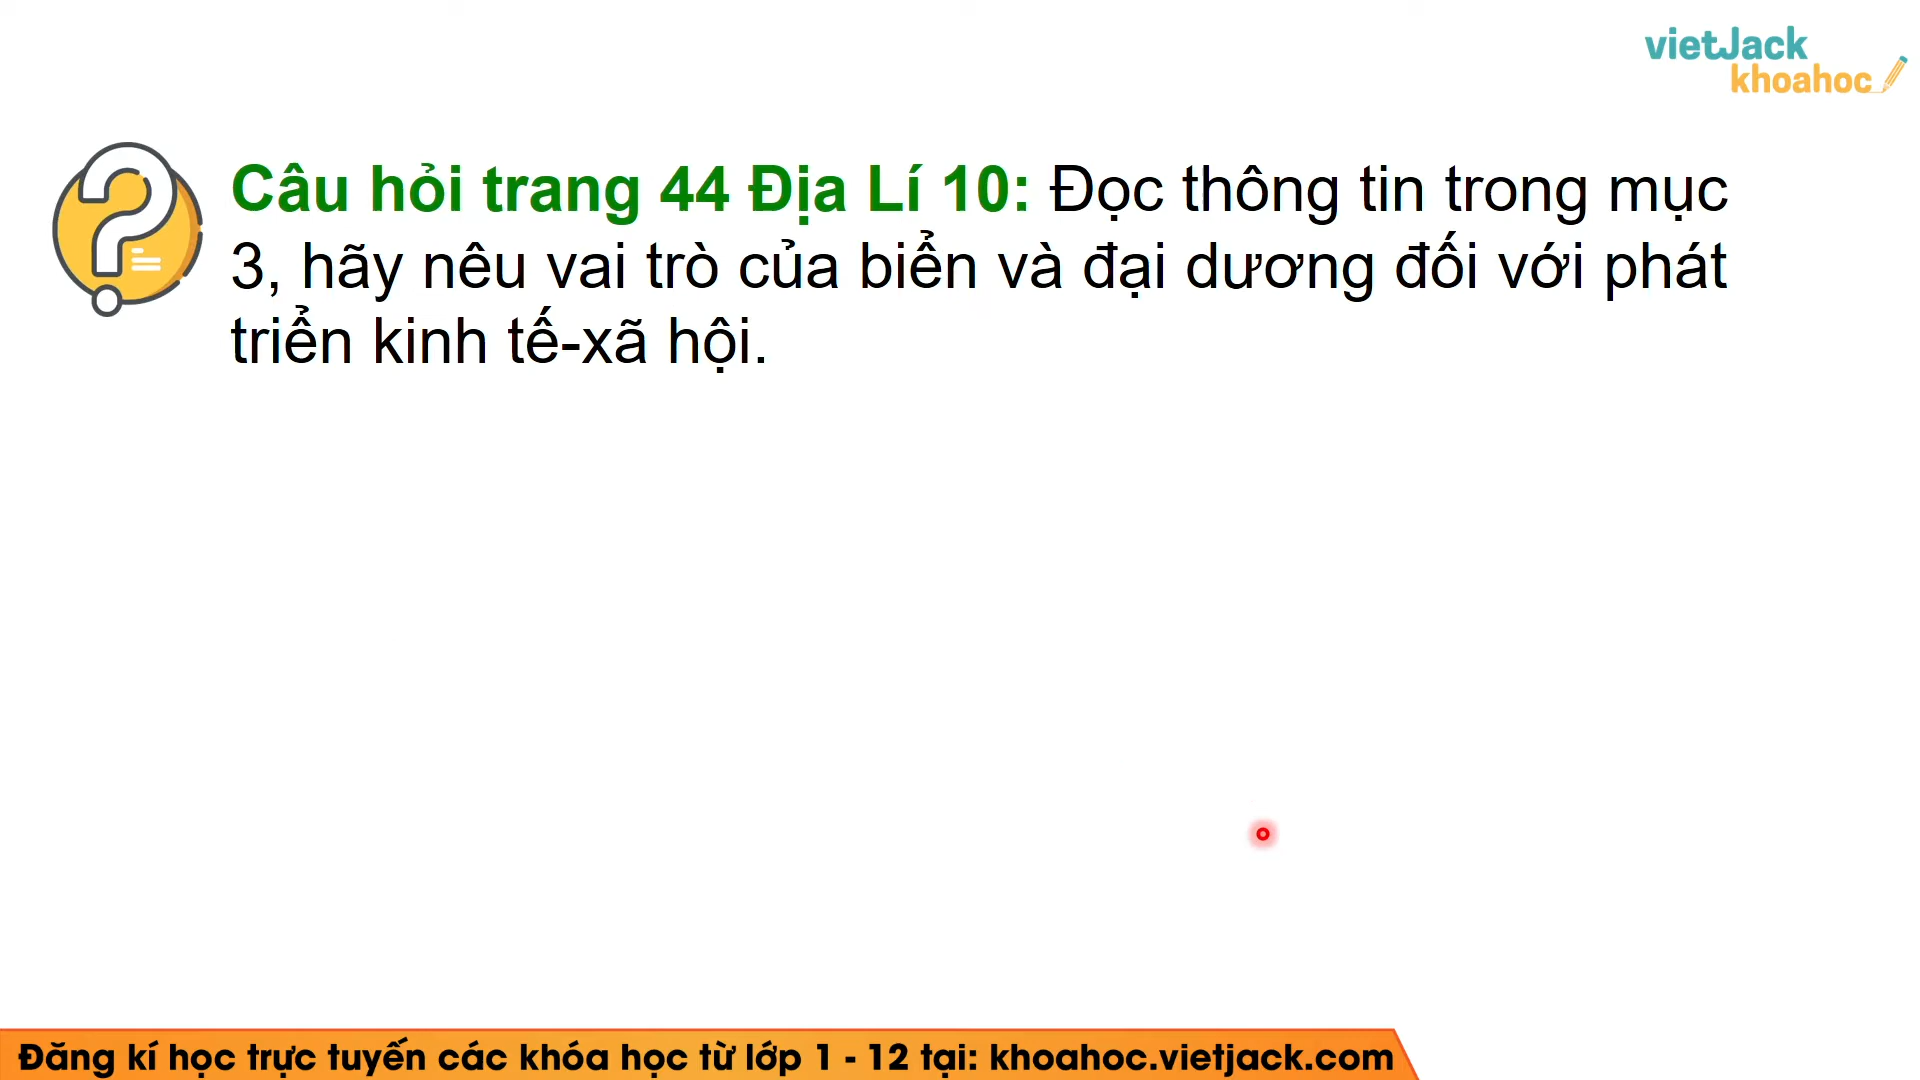 vietJack
khoahoc
Câu hỏi trang 44 Địa Lí 10: Đọc thông tin trong mục
3, hãy nêu vai trò của biển và đại dương đối với phát
triển kinh tế-xã hội.
Đăng kí học trực tuyến các khóa học từ lớp 1 - 12 tại: khoahoc.vietjack.com